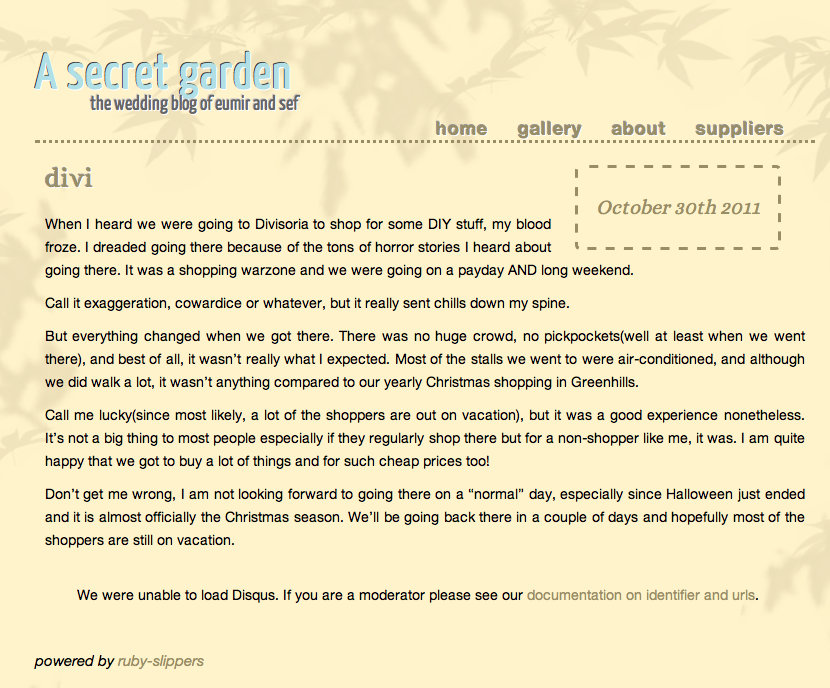 A secret garden
the wedding blog of eumir and sef
home gallery about suppliers
divi
October 30th 2011
When I heard we were going to Divisoria to shop for some DIY stuff, my blood
froze. I dreaded going there because of the tons of horror stories I heard about
going there. It was a shopping warzone and we were going on a payday AND long weekend.
Call it exaggeration, cowardice or whatever, but it really sent chills down my spine.
But everything changed when we got there. There was no huge crowd, no pickpockets(well at least when we went
there), and best of all, it wasn’t really what I expected. Most of the stalls we went to were air-conditioned, and although
we did walk a lot, it wasn’t anything compared to our yearly Christmas shopping in Greenhills.
Call me lucky(since most likely, a lot of the shoppers are out on vacation), but it was a good experience nonetheless.
It’s not a big thing to most people especially if they regularly shop there but for a non-shopper like me, it was. I am quite
happy that we got to buy a lot of things and for such cheap prices too!
Don’t get me wrong, I am not looking forward to going there on a “normal” day, especially since Halloween just ended
and it is almost officially the Christmas season. We’ll be going back there in a couple of days and hopefully most of the
shoppers are still on vacation.
We were unable to load Disqus. If you are a moderator please see our documentation on identifier and urls.
powered by ruby-slippers